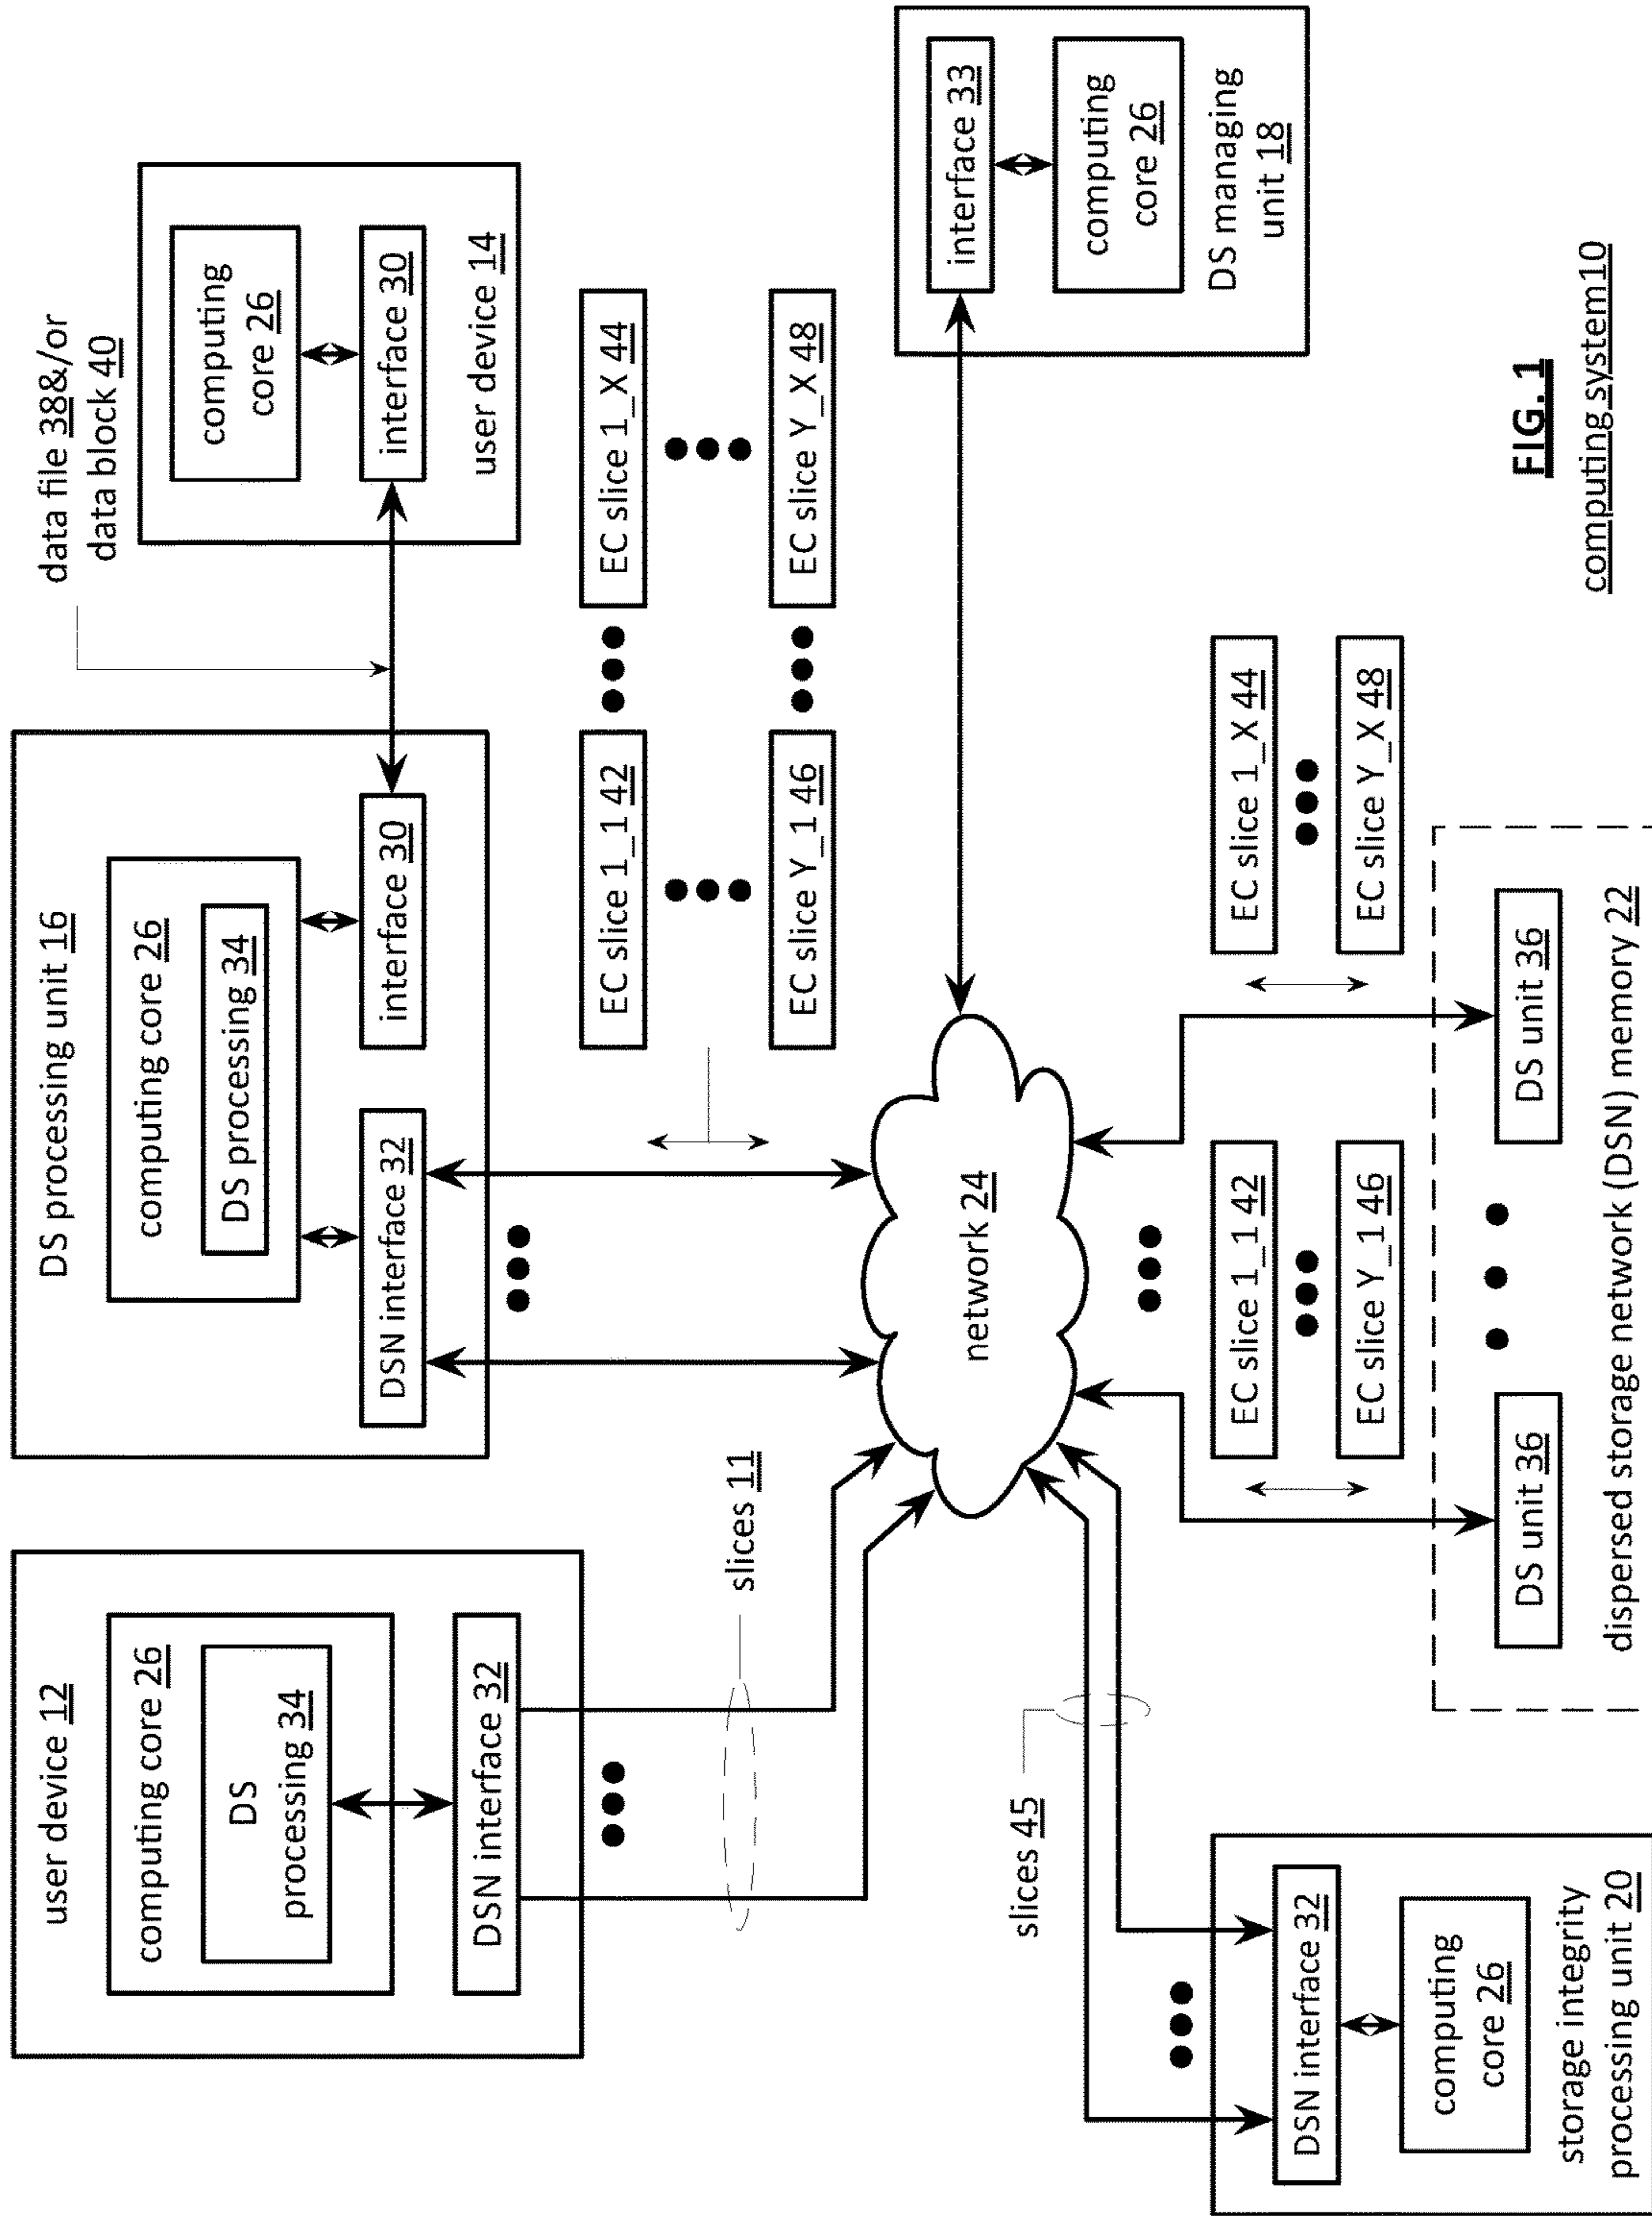 user device 12
computing core 26
DS
processing 34
DSN interface 32
slices 11
DS processing unit 16
computing core 26
DS processing 34
DSN interface 32
interface 30
data file 38&/or
data block 40
computing
core 26
interface 30
user device 14
EC slice 1_1 42
EC slice 1_X 44
EC slice Y_1 46
EC slice Y_X 48
network 24
interface 33
computing
core 26
DS managing
unit 18
slices 45
DSN interface 32
computing
core 26
storage integrity
processing unit 20
EC slice 1_1 42
EC slice Y_1 46
EC slice 1_X 44
EC slice Y_X 48
DS unit 36
DS unit 36
dispersed storage network (DSN) memory 22
FIG. 1
computing system10